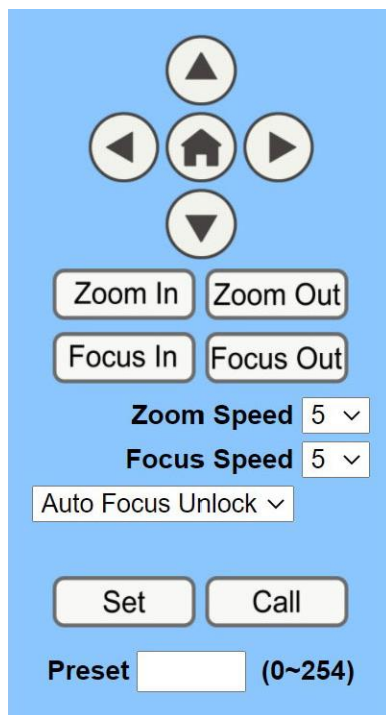 Zoom In Zoom Out
Focus In Focus Out
Zoom Speed 5
Focus Speed 5
Auto Focus Unlock
Set Call
Preset (0~254)